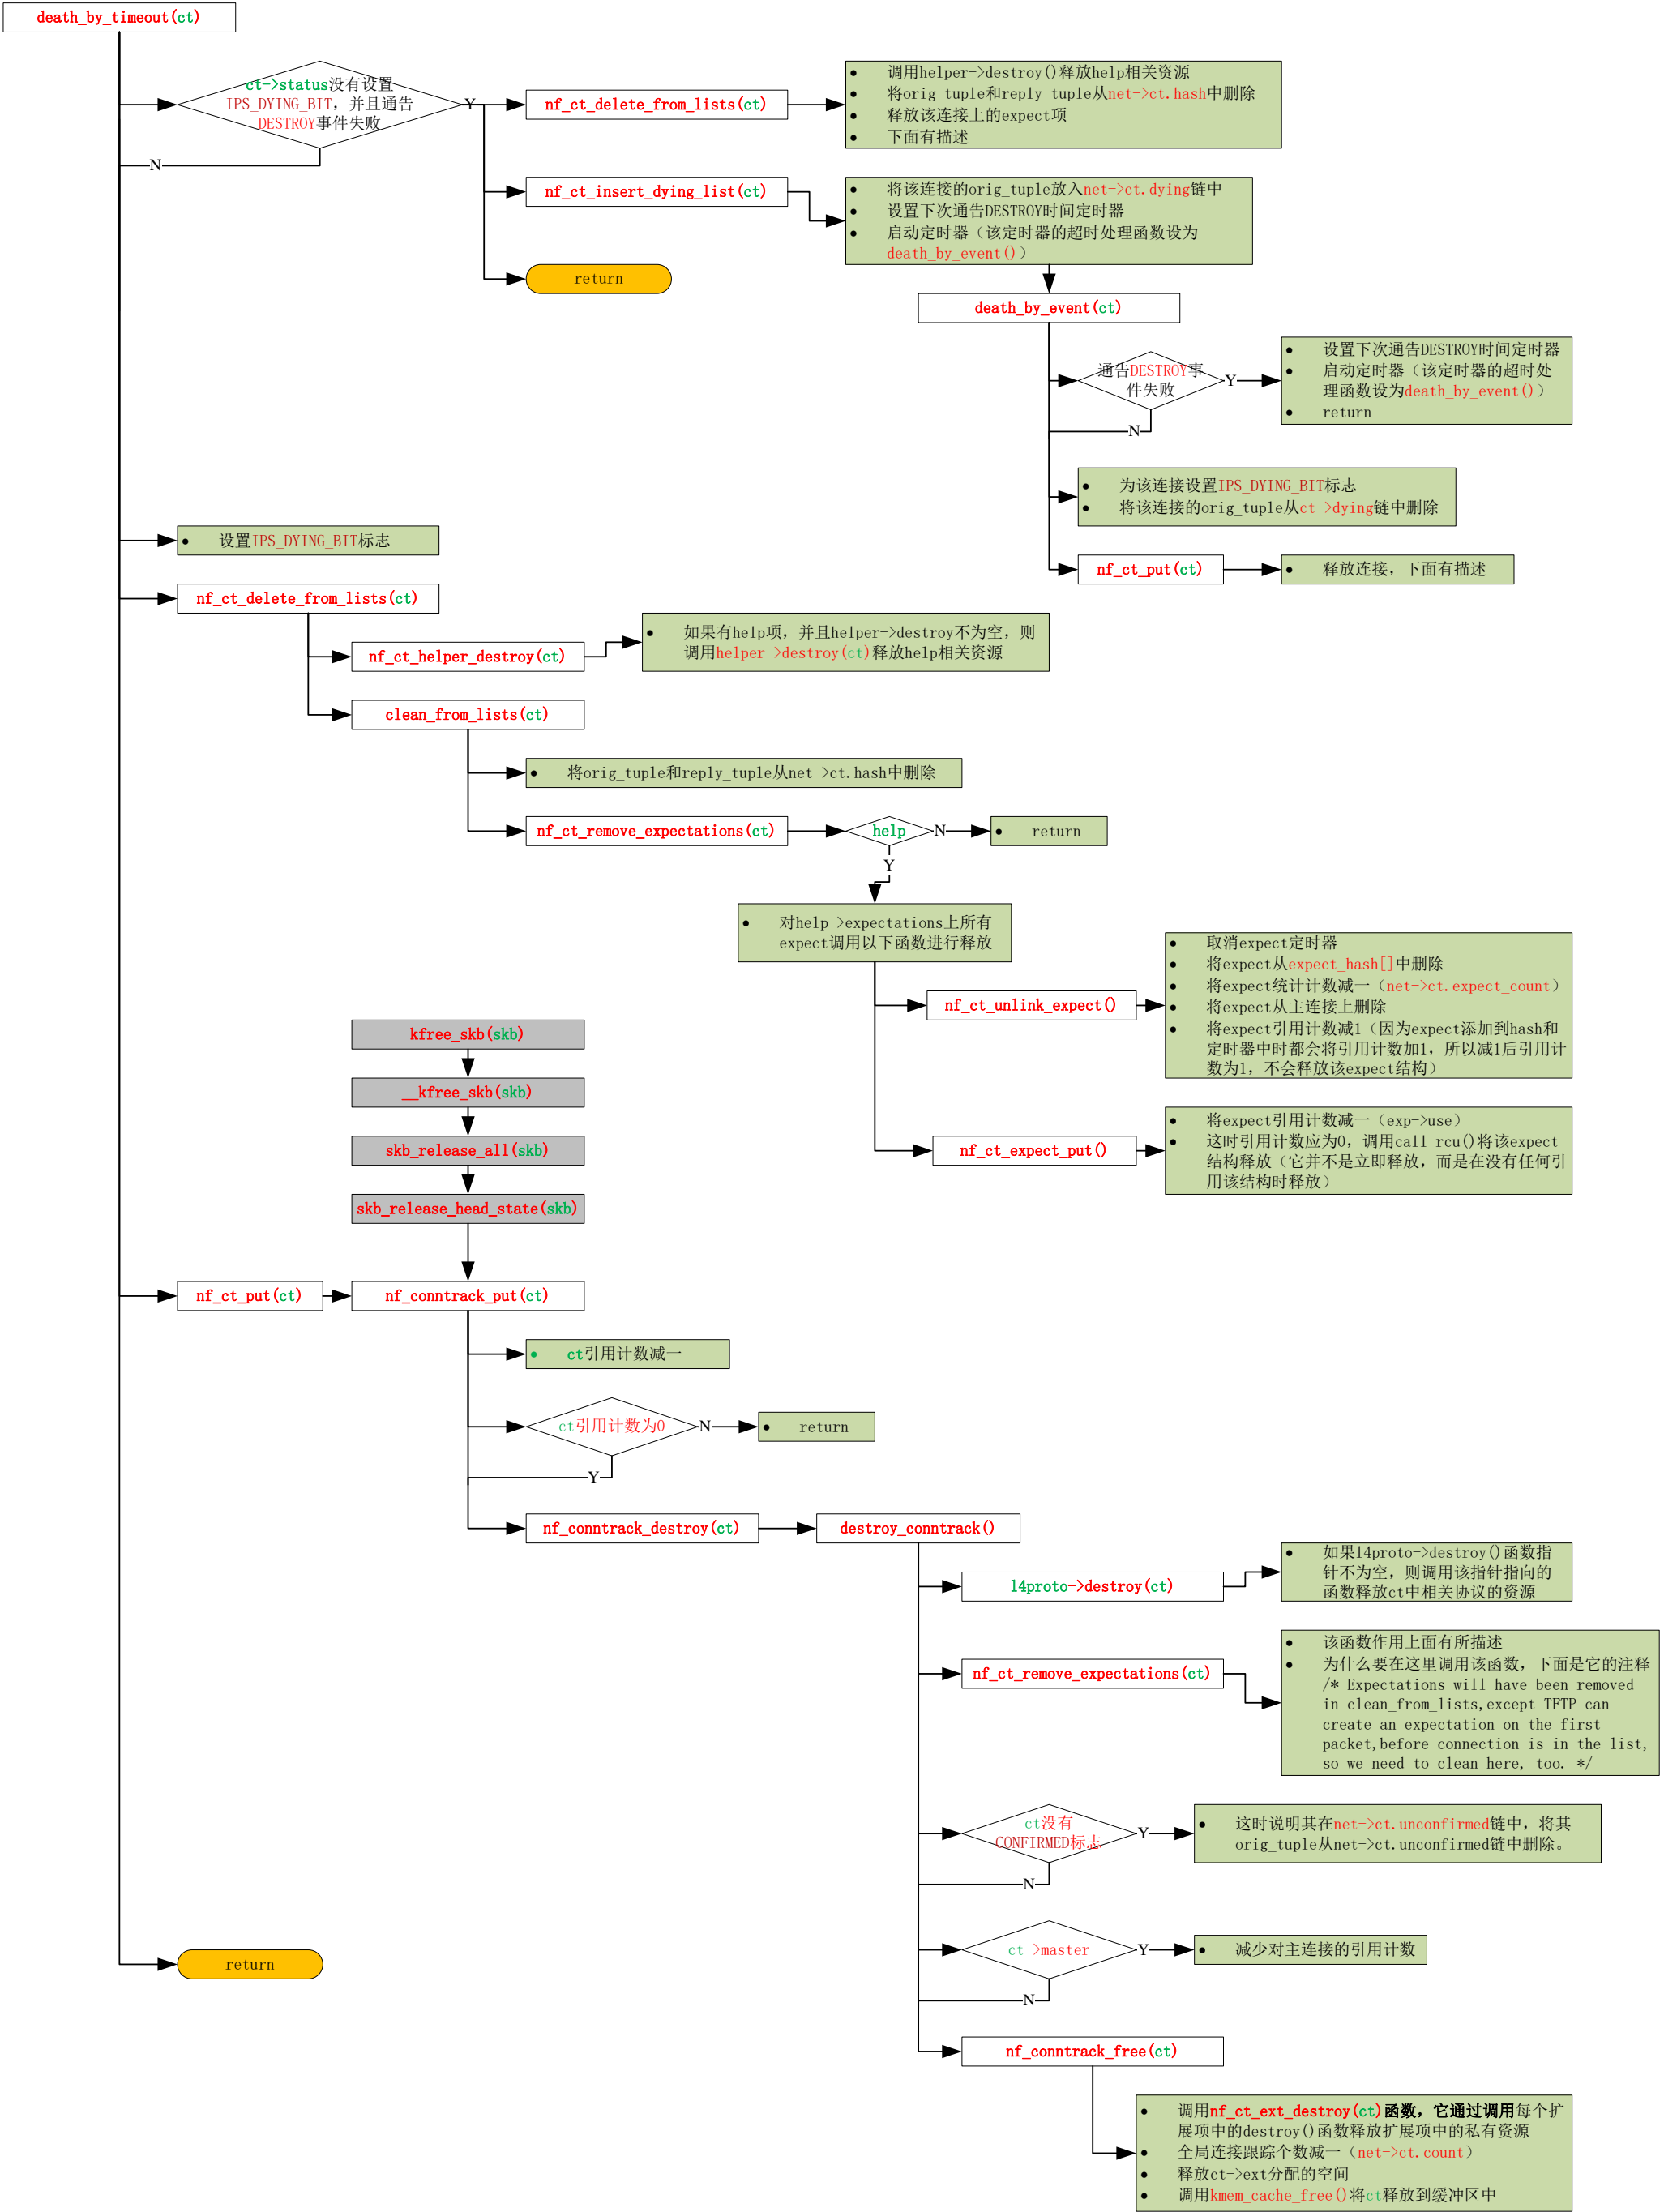 death_by_timeout(ct)
ct->status没有设置
IPS_DYING_BIT，并且通告
DESTROY事件失败
Y
N
nf_ct_delete_from_lists(ct)
● 调用helper->destroy()释放help相关资源
● 将orig_tuple和reply_tuple从net->ct.hash中删除
● 释放该连接上的expect项
● 下面有描述
nf_ct_insert_dying_list(ct)
● 将该连接的orig_tuple放入net->ct.dying链中
● 设置下次通告DESTROY时间定时器
● 启动定时器（该定时器的超时处理函数设为
death_by_event()）
return
death_by_event(ct)
通告DESTROY事
件失败
Y
N
● 设置下次通告DESTROY时间定时器
● 启动定时器（该定时器的超时处
理函数设为death_by_event()）
● return
● 为该连接设置IPS_DYING_BIT标志
● 将该连接的orig_tuple从ct->dying链中删除
nf_ct_put(ct)
● 释放连接，下面有描述
● 设置IPS_DYING_BIT标志
nf_ct_delete_from_lists(ct)
nf_ct_helper_destroy(ct)
● 如果有help项，并且helper->destroy不为空，则
调用helper->destroy(ct)释放help相关资源
clean_from_lists(ct)
● 将orig_tuple和reply_tuple从net->ct.hash中删除
nf_ct_remove_expectations(ct)
help
N
● return
Y
● 对help->expectations上所有
expect调用以下函数进行释放
nf_ct_unlink_expect()
● 取消expect定时器
● 将expect从expect_hash[]中删除
● 将expect统计计数减一（net->ct.expect_count）
● 将expect从主连接上删除
● 将expect引用计数减1（因为expect添加到hash和
定时器中时都会将引用计数加1，所以减1后引用计
数为1，不会释放该expect结构）
nf_ct_expect_put()
● 将expect引用计数减一（exp->use）
● 这时引用计数应为0，调用call_rcu()将该expect
结构释放（它并不是立即释放，而是在没有任何引
用该结构时释放）
kfree_skb(skb)
__kfree_skb(skb)
skb_release_all(skb)
skb_release_head_state(skb)
nf_ct_put(ct)
nf_conntrack_put(ct)
● ct引用计数减一
ct引用计数为0
N
● return
Y
nf_conntrack_destroy(ct)
destroy_conntrack()
l4proto->destroy(ct)
● 如果l4proto->destroy()函数指
针不为空，则调用该指针指向的
函数释放ct中相关协议的资源
nf_ct_remove_expectations(ct)
● 该函数作用上面有所描述
● 为什么要在这里调用该函数，下面是它的注释
/* Expectations will have been removed
in clean_from_lists,except TFTP can
create an expectation on the first
packet,before connection is in the list,
so we need to clean here, too. */
ct没有
CONFIRMED标志
Y
N
● 这时说明其在net->ct.unconfirmed链中，将其
orig_tuple从net->ct.unconfirmed链中删除。
ct->master
Y
N
● 减少对主连接的引用计数
return
nf_conntrack_free(ct)
● 调用nf_ct_ext_destroy(ct)函数，它通过调用每个扩
展项中的destroy()函数释放扩展项中的私有资源
● 全局连接跟踪个数减一（net->ct.count）
● 释放ct->ext分配的空间
● 调用kmem_cache_free()将ct释放到缓冲区中